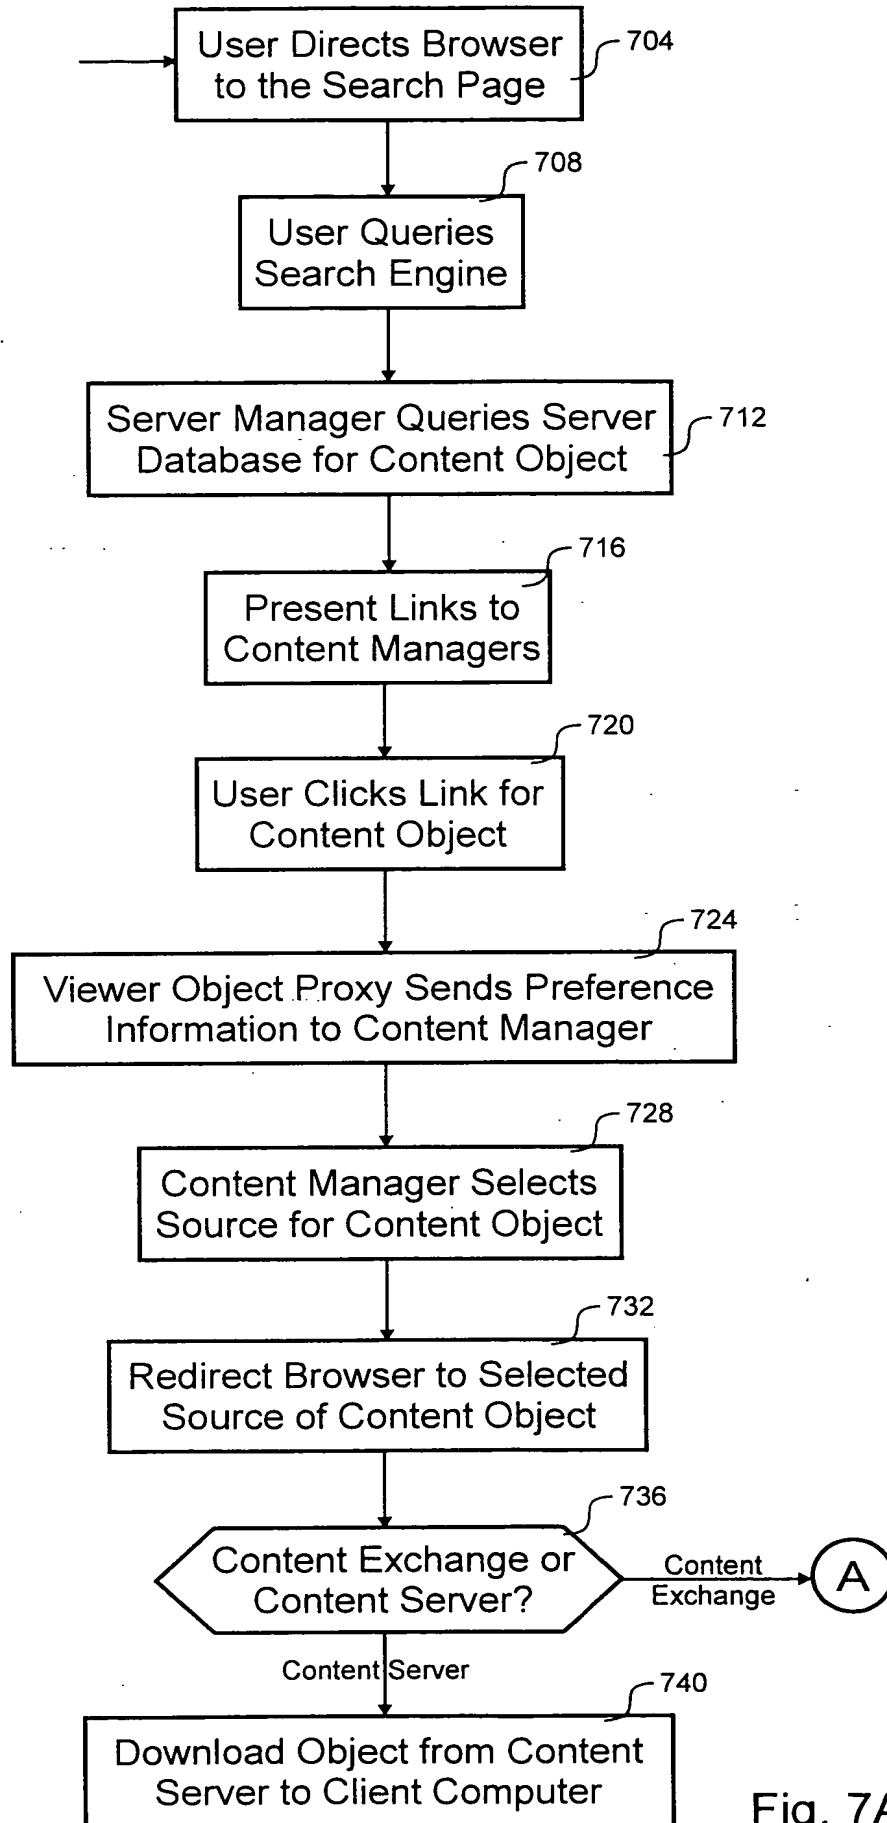 User Directs Browser
to the Search Page
704
708
User Queries
Search Engine
Server Manager Queries Server
Database for Content Object
712
716
Present Links to
Content Managers
720
User Clicks Link for
Content Object
724
Viewer Object Proxy Sends Preference
Information to Content Manager
728
Content Manager Selects
Source for Content Object
732
Redirect Browser to Selected
Source of Content Object
736
Content Exchange or
Content Server?
Content
Exchange
A
Content Server
740
Download Object from Content
Server to Client Computer
Fig. 7A